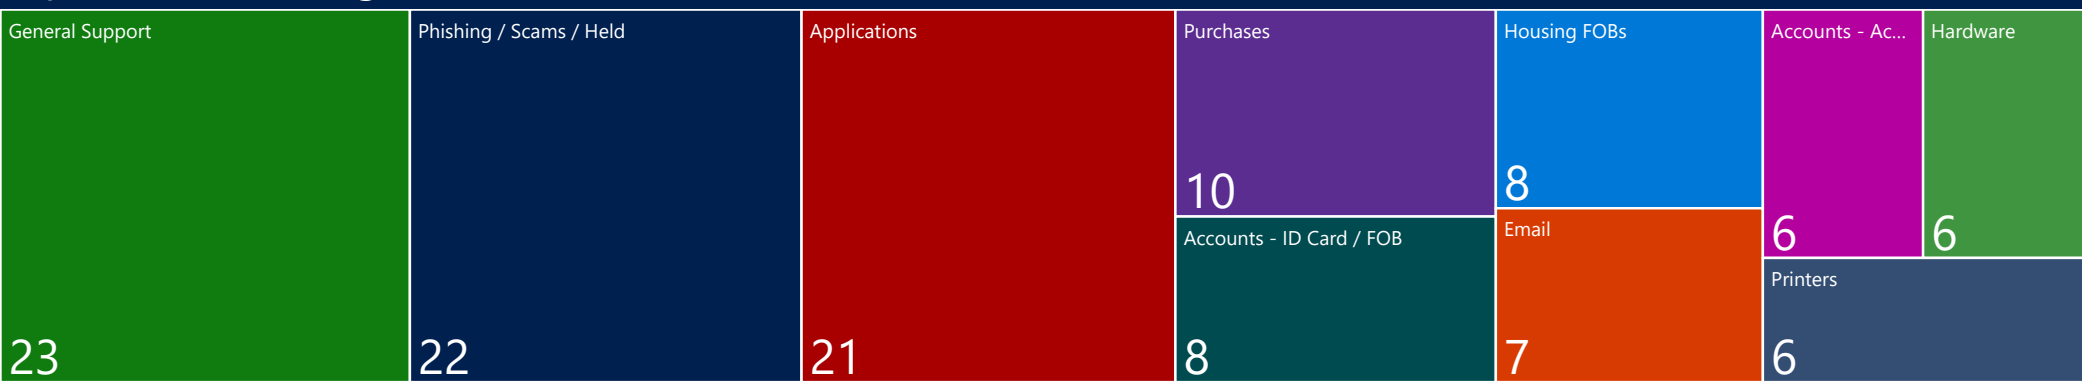 General Support
23
Phishing / Scams / Held
22
Applications
21
Purchases
10
Accounts - ID Card / FOB
8
Housing FOBs
8
Email
7
Accounts - Ac...
6
Hardware
6
Printers
6